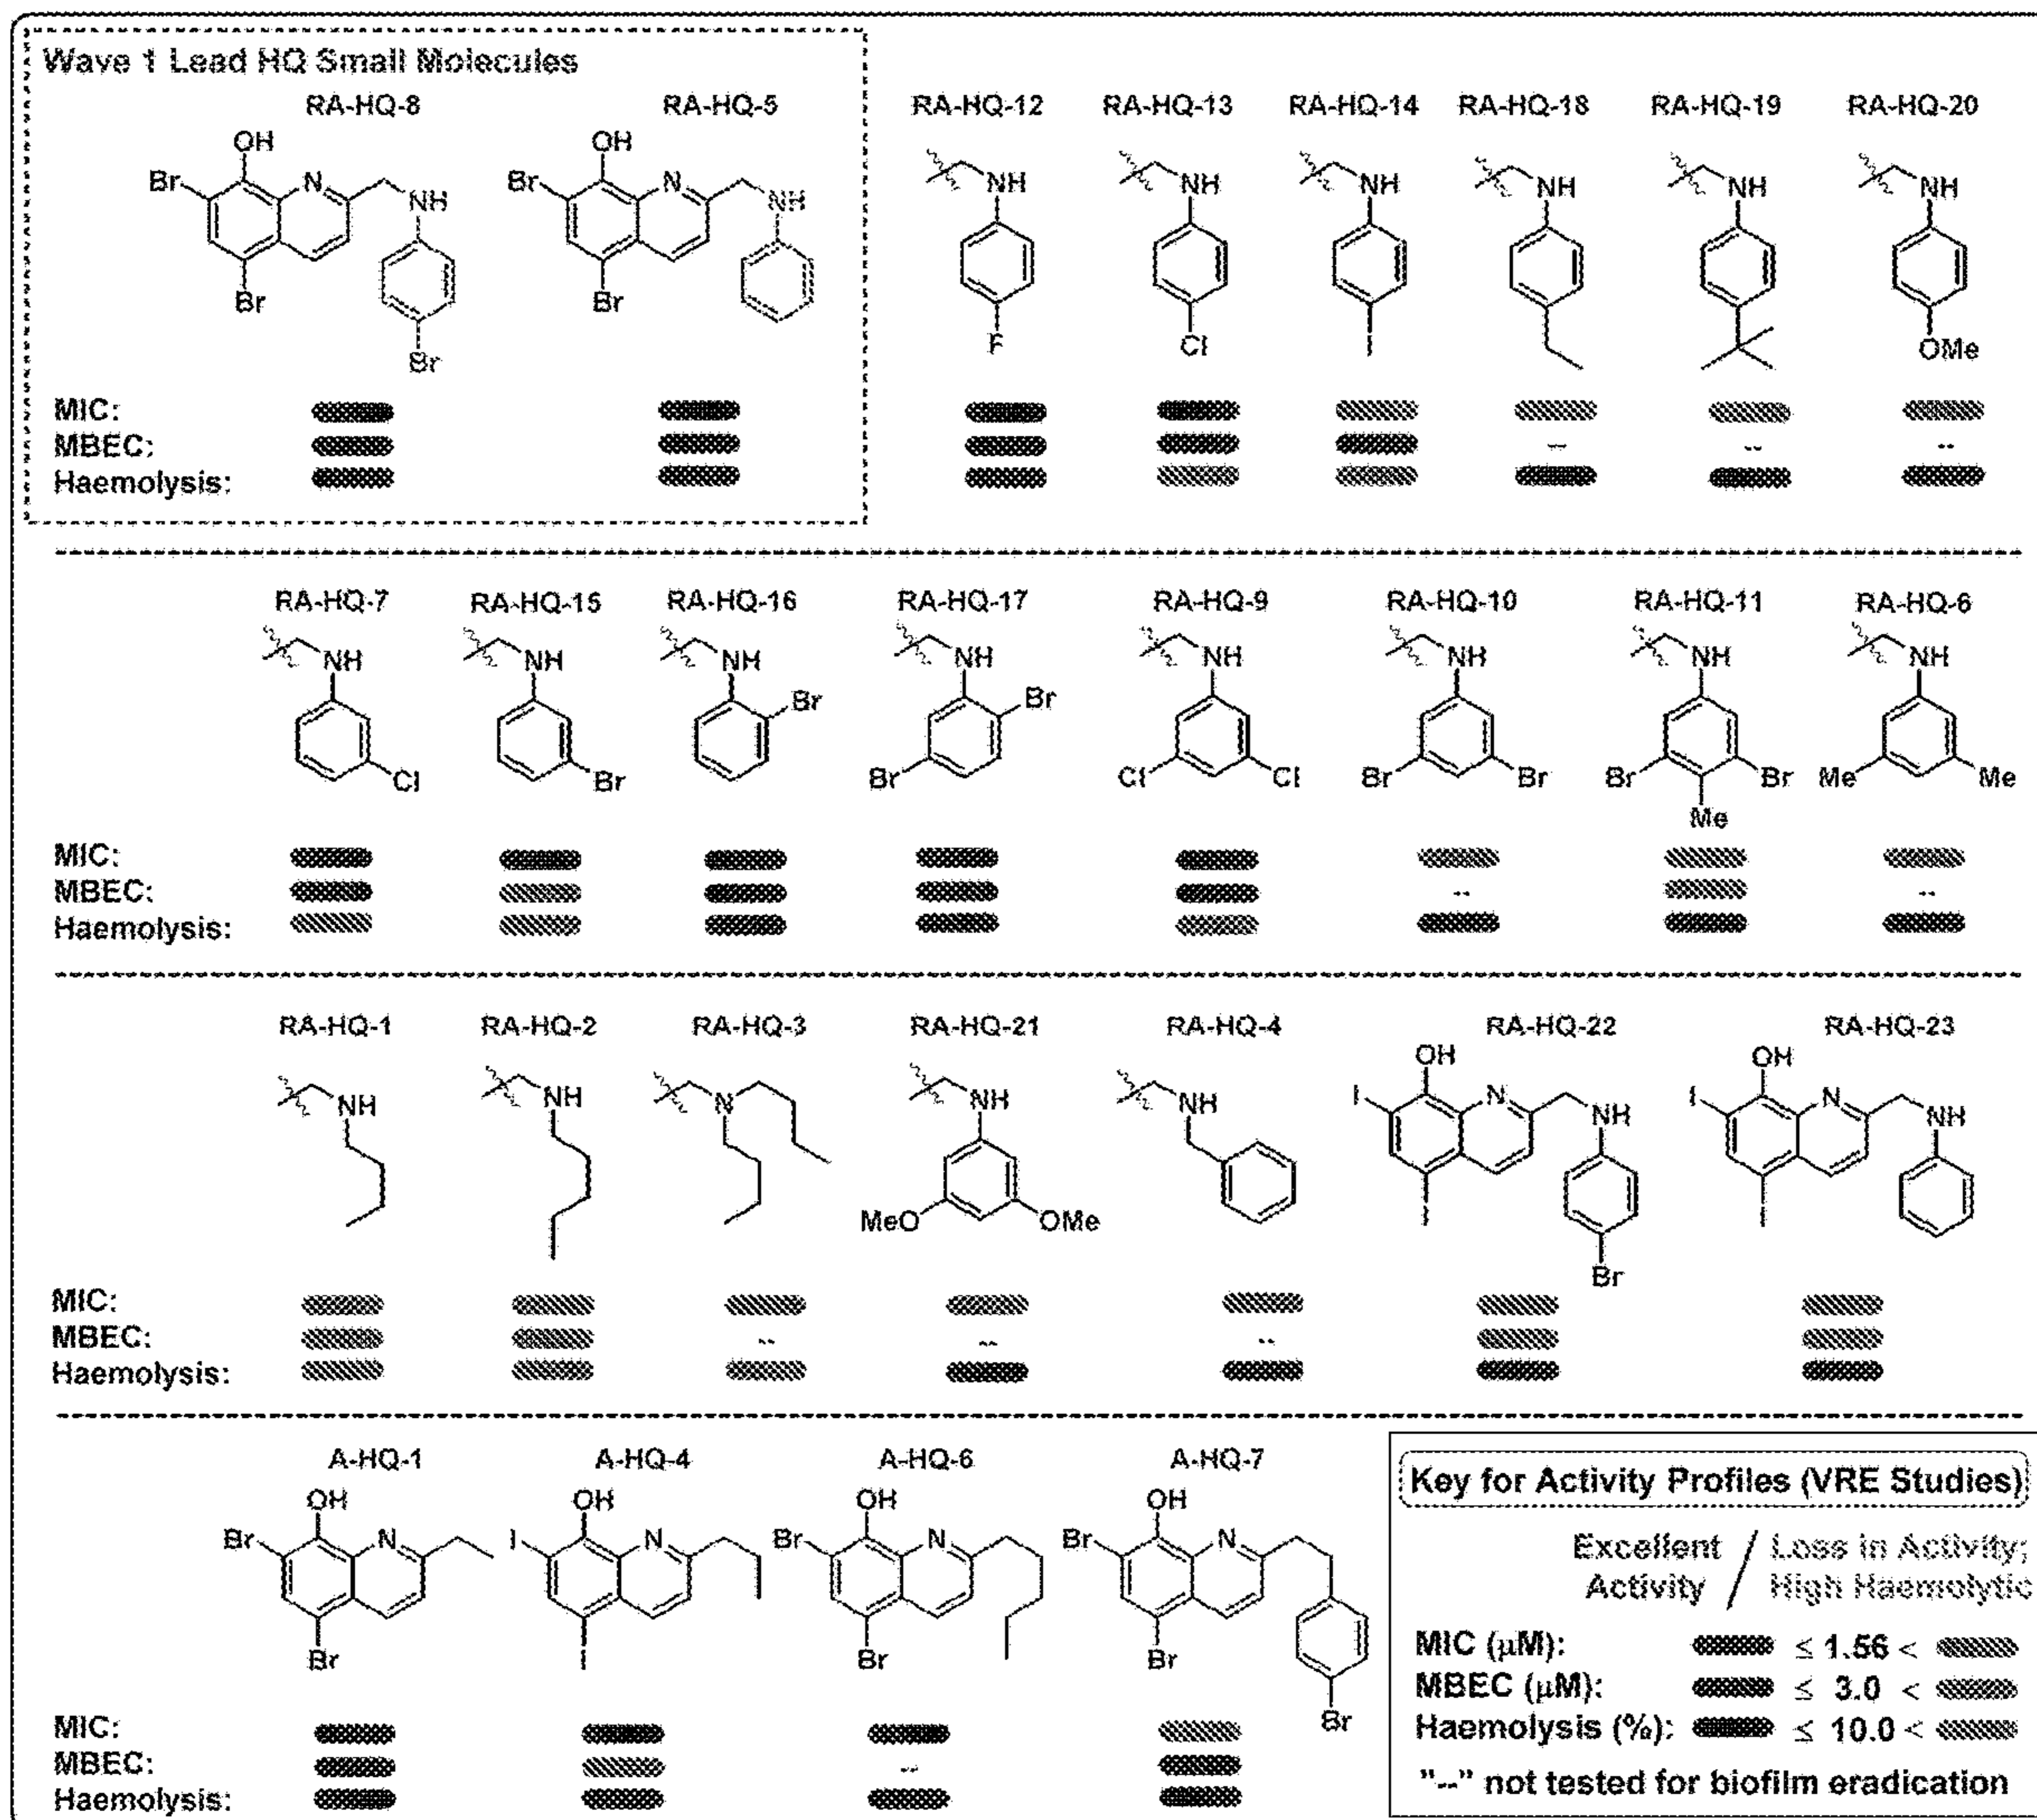 Wave 1 Lead HQ Small Molecules
RA-HQ-8 RA-HQ-5 RA-HQ-12 RA-HQ-13 RA-HQ-14 RA-HQ-18 RA-HQ-19 RA-HQ-20
OH OH
Br N NH Br N NH NH NH NH NH NH NH
Br Br
Br F Cl I OMe
MIC:
MBEC: -- -- --
Haemolysis:
RA-HQ-7 RA-HQ-15 RA-HQ-16 RA-HQ-17 RA-HQ-9 RA-HQ-10 RA-HQ-11 RA-HQ-6
NH NH NH NH NH NH NH NH
Br Br
Cl Br Br Cl Cl Br Br Br Br Me Me
Me
MIC:
MBEC: -- --
Haemolysis:
RA-HQ-1 RA-HQ-2 RA-HQ-3 RA-HQ-21 RA-HQ-4 RA-HQ-22 RA-HQ-23
OH OH
NH NH N NH NH I N NH I N NH
MeO OMe I I
Br
MIC:
MBEC: -- -- --
Haemolysis:
A-HQ-1 A-HQ-4 A-HQ-6 A-HQ-7
OH OH OH OH
Br N I N Br N Br N
Br I Br Br
Br
MIC:
MBEC: --
Haemolysis:
Key for Activity Profiles (VRE Studies)
Excellent / Loss in Activity;
Activity High Haemolytic
MIC (μM): ≤ 1.56 <
MBEC (μM): ≤ 3.0 <
Haemolysis (%): ≤ 10.0 <
"--" not tested for biofilm eradication